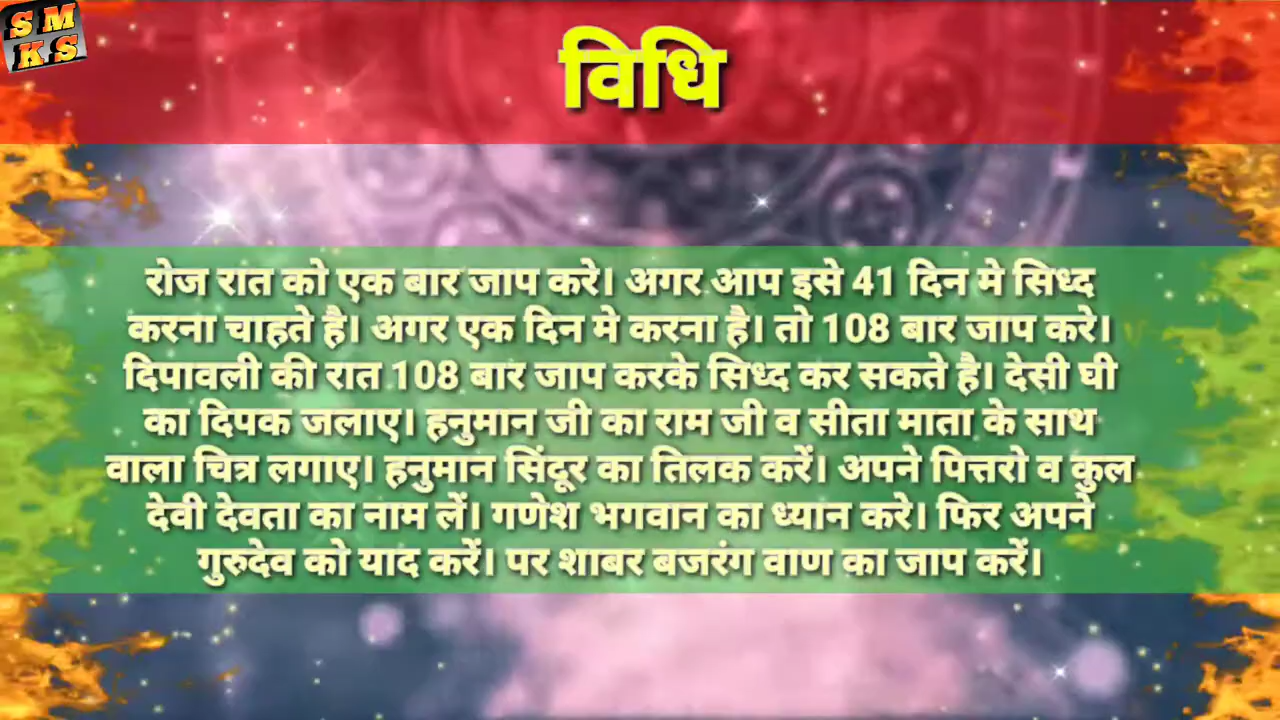 S M
K S
विधि
रोज रात को एक बार जाप करे। अगर आप इसे 41 दिन मे सिध्द
करना चाहते है। अगर एक दिन मे करना है। तो 108 बार जाप करे।
दिपावली की रात 108 बार जाप करके सिध्द कर सकते है। देसी घी
का दिपक जलाए। हनुमान जी का राम जी व सीता माता के साथ
वाला चित्र लगाए। हनुमान सिंदूर का तिलक करें। अपने पित्तरो व कुल
देवी देवता का नाम लें। गणेश भगवान का ध्यान करे। फिर अपने
गुरुदेव को याद करें। पर शाबर बजरंग वाण का जाप करें।